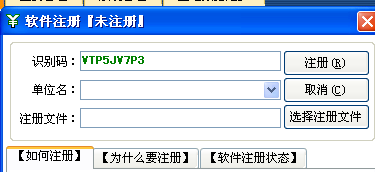 ¥ 软件注册『未注册』
识别码： ¥TP5J¥7P3 注册(R)
单位名： 取消(C)
注册文件： 选择注册文件
【如何注册】 【为什么要注册】 【软件注册状态】